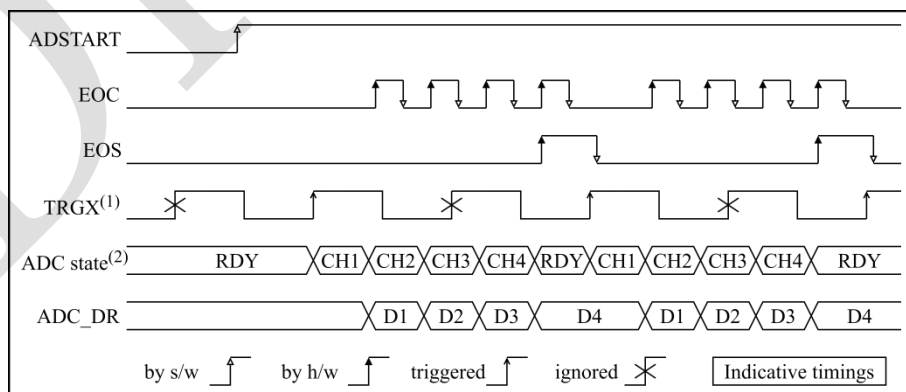 ADSTART
EOC
EOS
TRGX(1)
ADC state(2) RDY CH1 CH2 CH3 CH4 RDY CH1 CH2 CH3 CH4 RDY
ADC_DR D1 D2 D3 D4 D1 D2 D3 D4
by s/w by h/w triggered ignored Indicative timings